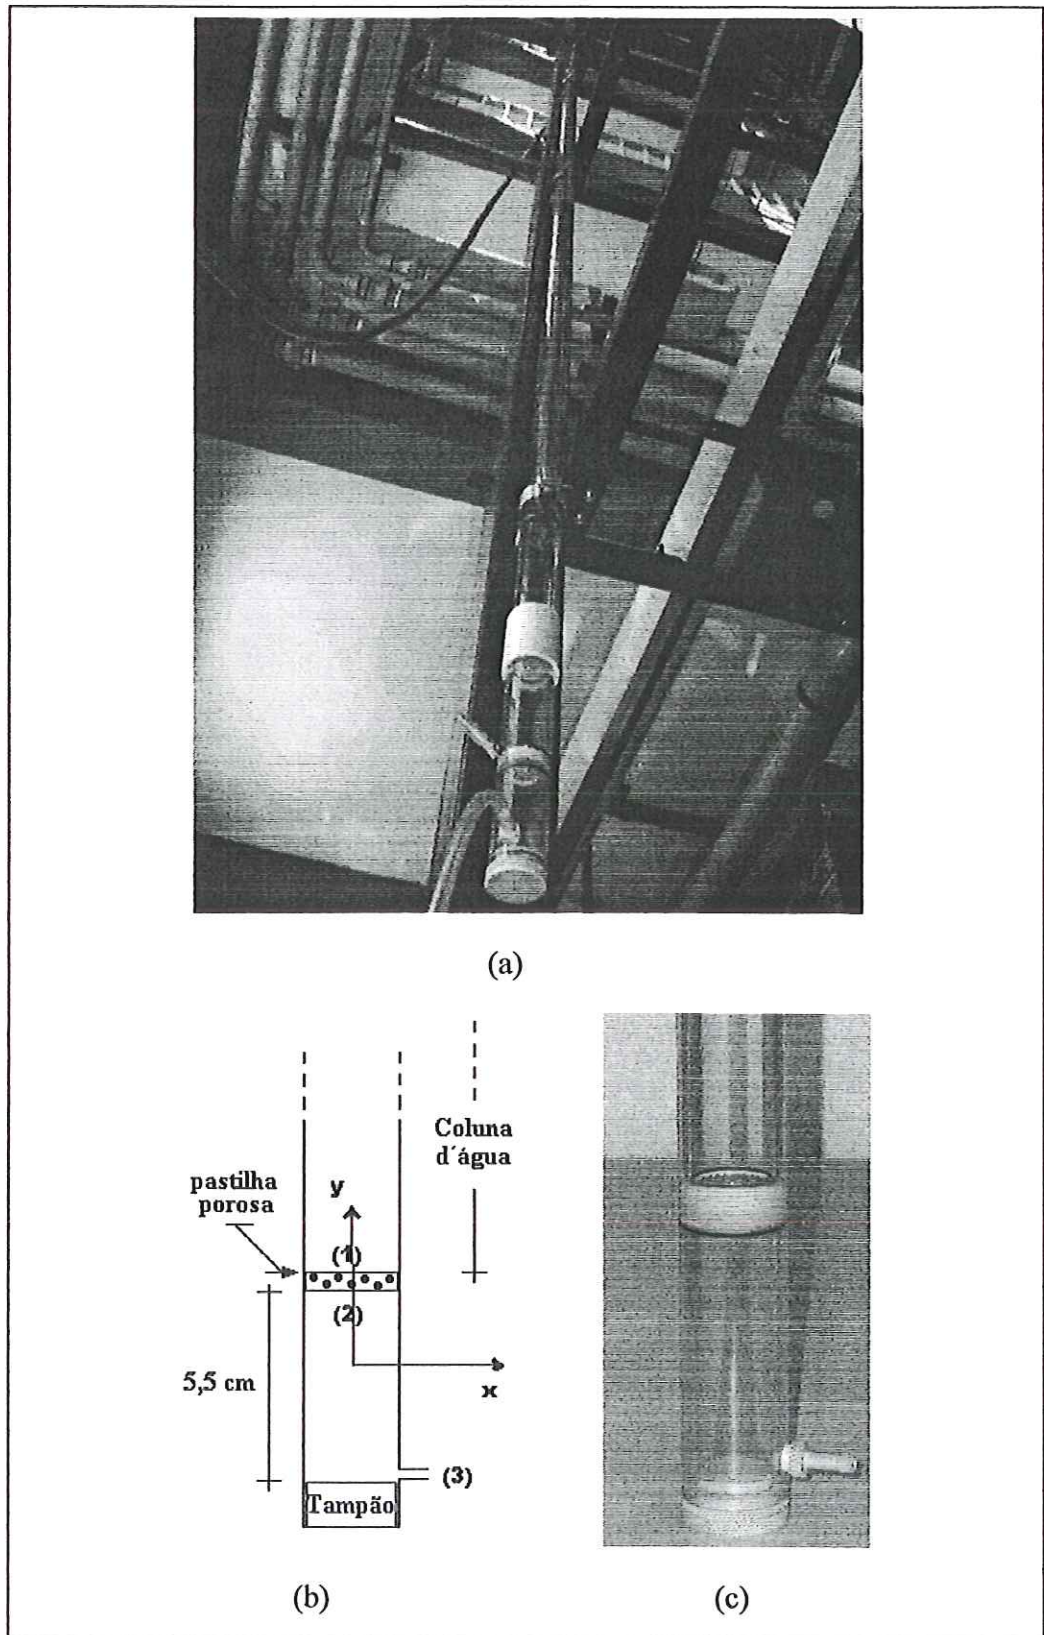 (a)
Coluna
d´água
pastilha
porosa
y
(1)
(2)
5,5 cm
x
(3)
Tampão
(b)
(c)